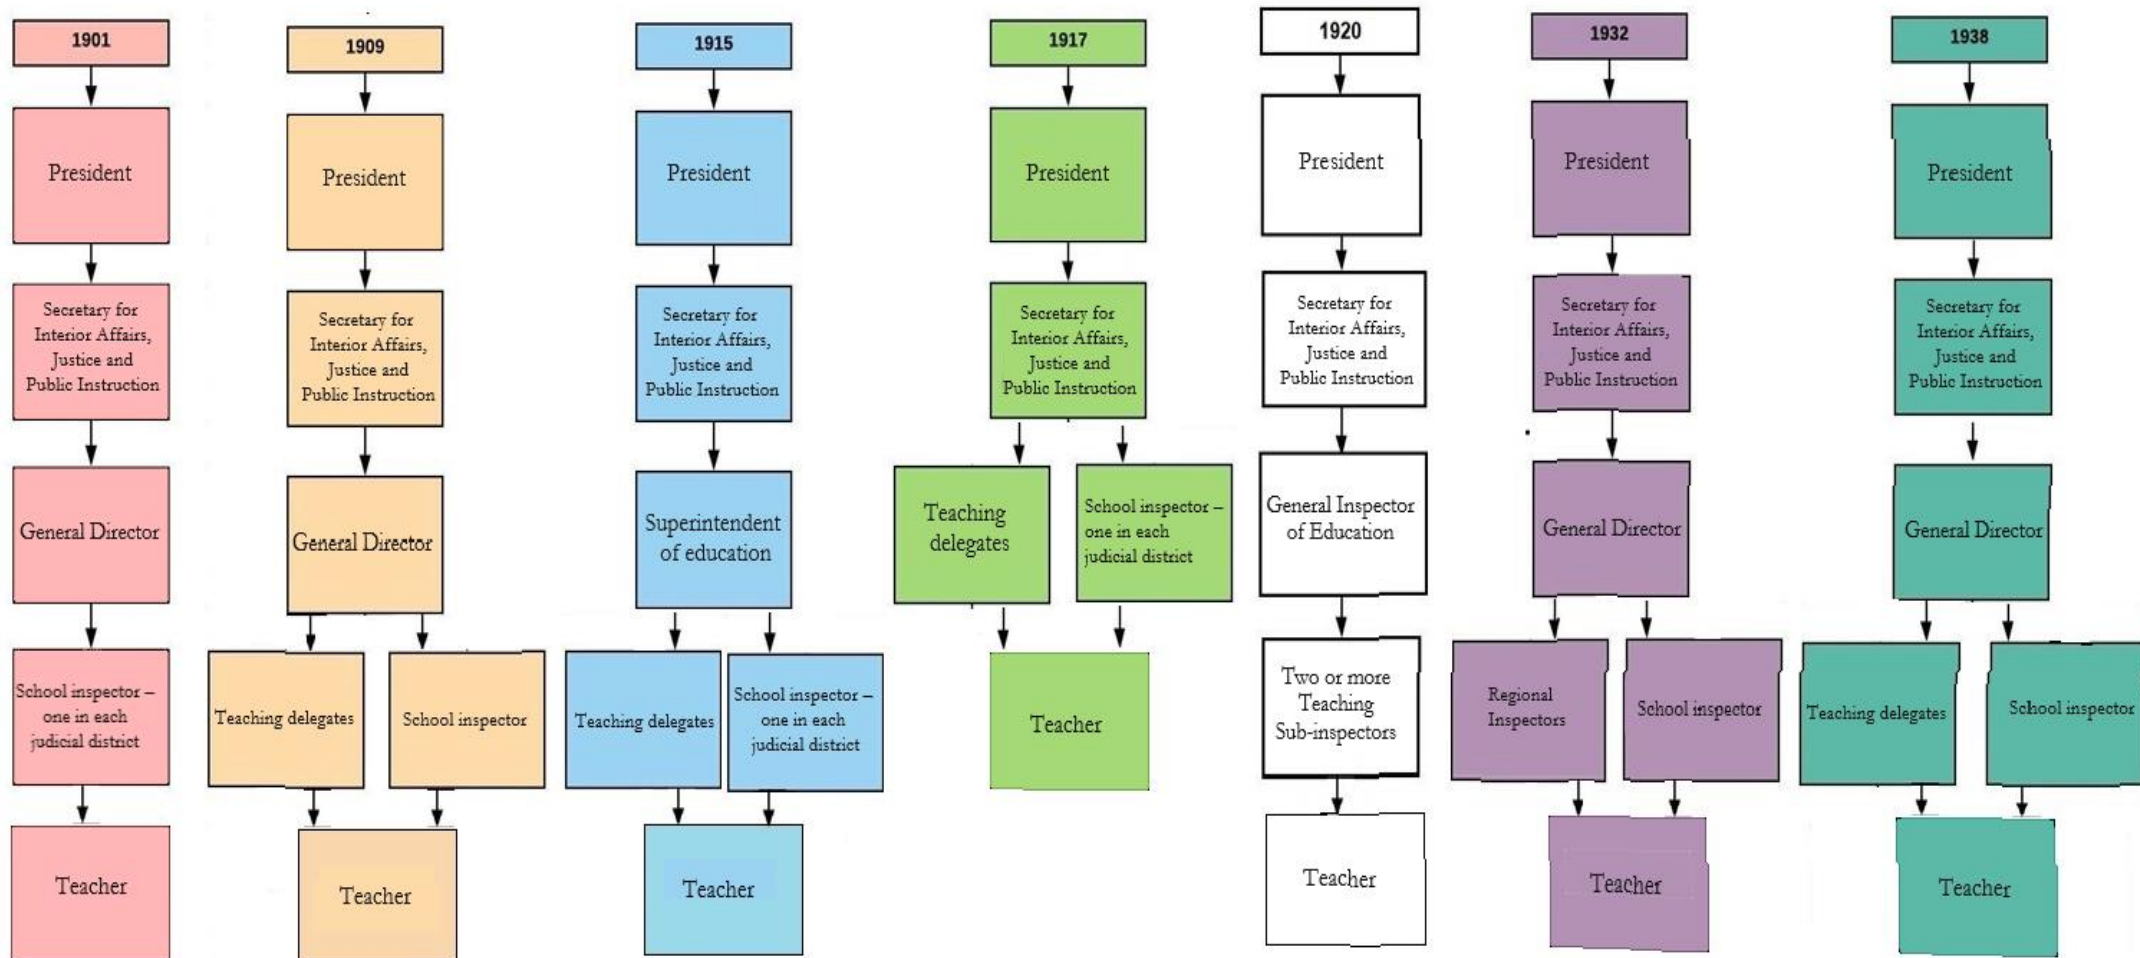 1901
President
Secretary for
Interior Affairs,
Justice and
Public Instruction
General Director
School inspector –
one in each
judicial district
Teacher
1909
President
Secretary for
Interior Affairs,
Justice and
Public Instruction
General Director
Teaching delegates
School inspector
Teacher
1915
President
Secretary for
Interior Affairs,
Justice and
Public Instruction
Superintendent
of education
Teaching delegates
School inspector –
one in each
judicial district
Teacher
1917
President
Secretary for
Interior Affairs,
Justice and
Public Instruction
Teaching
delegates
School inspector –
one in each
judicial district
Teacher
1920
President
Secretary for
Interior Affairs,
Justice and
Public Instruction
General Inspector
of Education
Two or more
Teaching
Sub-inspectors
Teacher
1932
President
Secretary for
Interior Affairs,
Justice and
Public Instruction
General Director
Regional
Inspectors
School inspector
Teacher
1938
President
Secretary for
Interior Affairs,
Justice and
Public Instruction
General Director
Teaching delegates
School inspector
Teacher